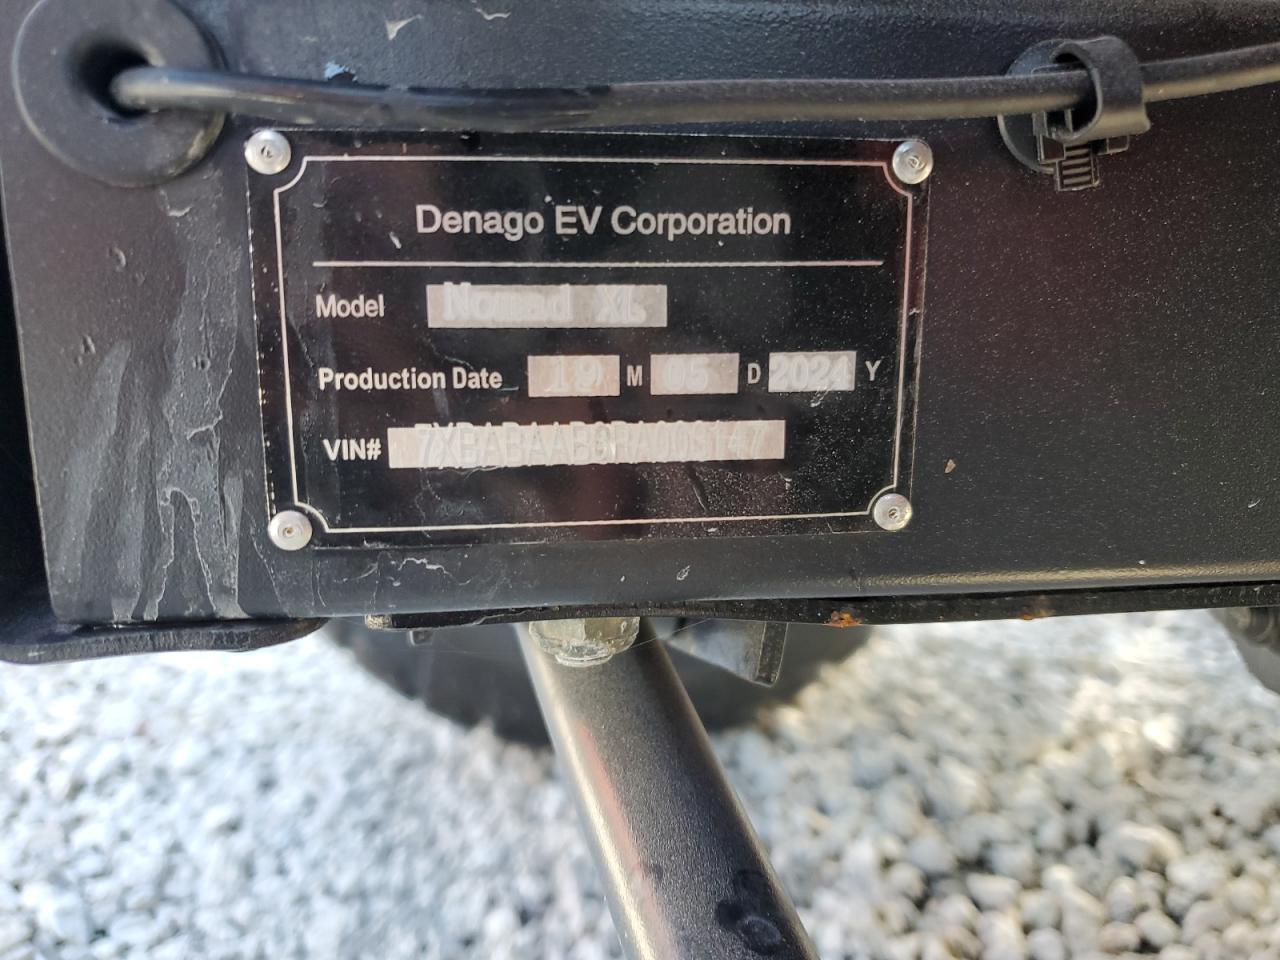 Denago EV Corporation
Model Nomad XL
Production Date 19 M 05 D 2024 Y
VIN#